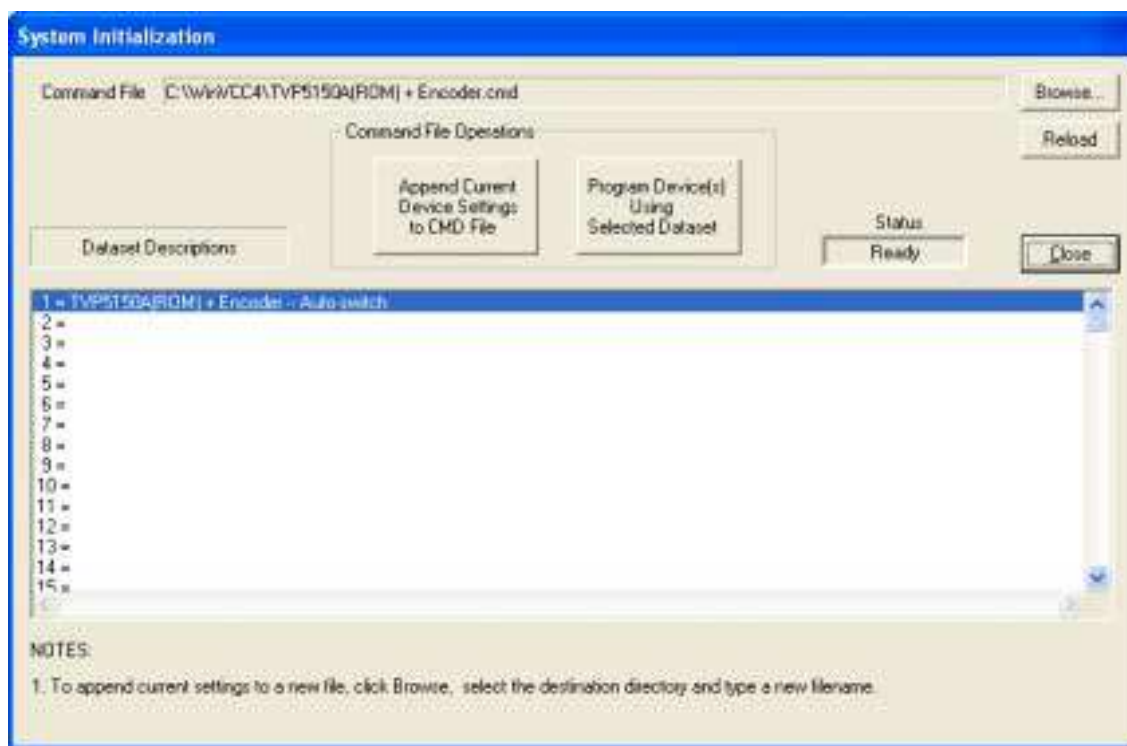 System Initialization
Command File C:\WinVCC4\TVP5150A(ROM) + Encoder.cmd
Browse...
Reload
Command File Operations
Append Current
Device Settings
to CMD File
Program Device(s)
Using
Selected Dataset
Status
Ready
Close
Dataset Descriptions
1 = TVP5150A(ROM) + Encoder -- Auto-switch
2 =
3 =
4 =
5 =
6 =
7 =
8 =
9 =
10 =
11 =
12 =
13 =
14 =
15 =
NOTES:
1. To append current settings to a new file, click Browse, select the destination directory and type a new filename.